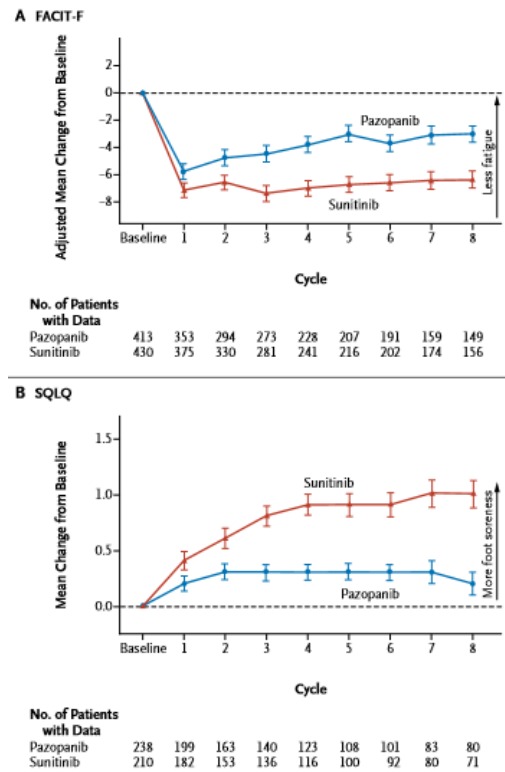 A FACIT-F
Adjusted Mean Change from Baseline
2
0
−2
−4
−6
−8
Pazopanib
Sunitinib
Less fatigue
Baseline 1 2 3 4 5 6 7 8
Cycle
No. of Patients
with Data
Pazopanib 413 353 294 273 228 207 191 159 149
Sunitinib 430 375 330 281 241 216 202 174 156
B SQLQ
Mean Change from Baseline
1.5
1.0
0.5
0.0
Sunitinib
Pazopanib
More foot soreness
Baseline 1 2 3 4 5 6 7 8
Cycle
No. of Patients
with Data
Pazopanib 238 199 163 140 123 108 101 83 80
Sunitinib 210 182 153 136 116 100 92 80 71